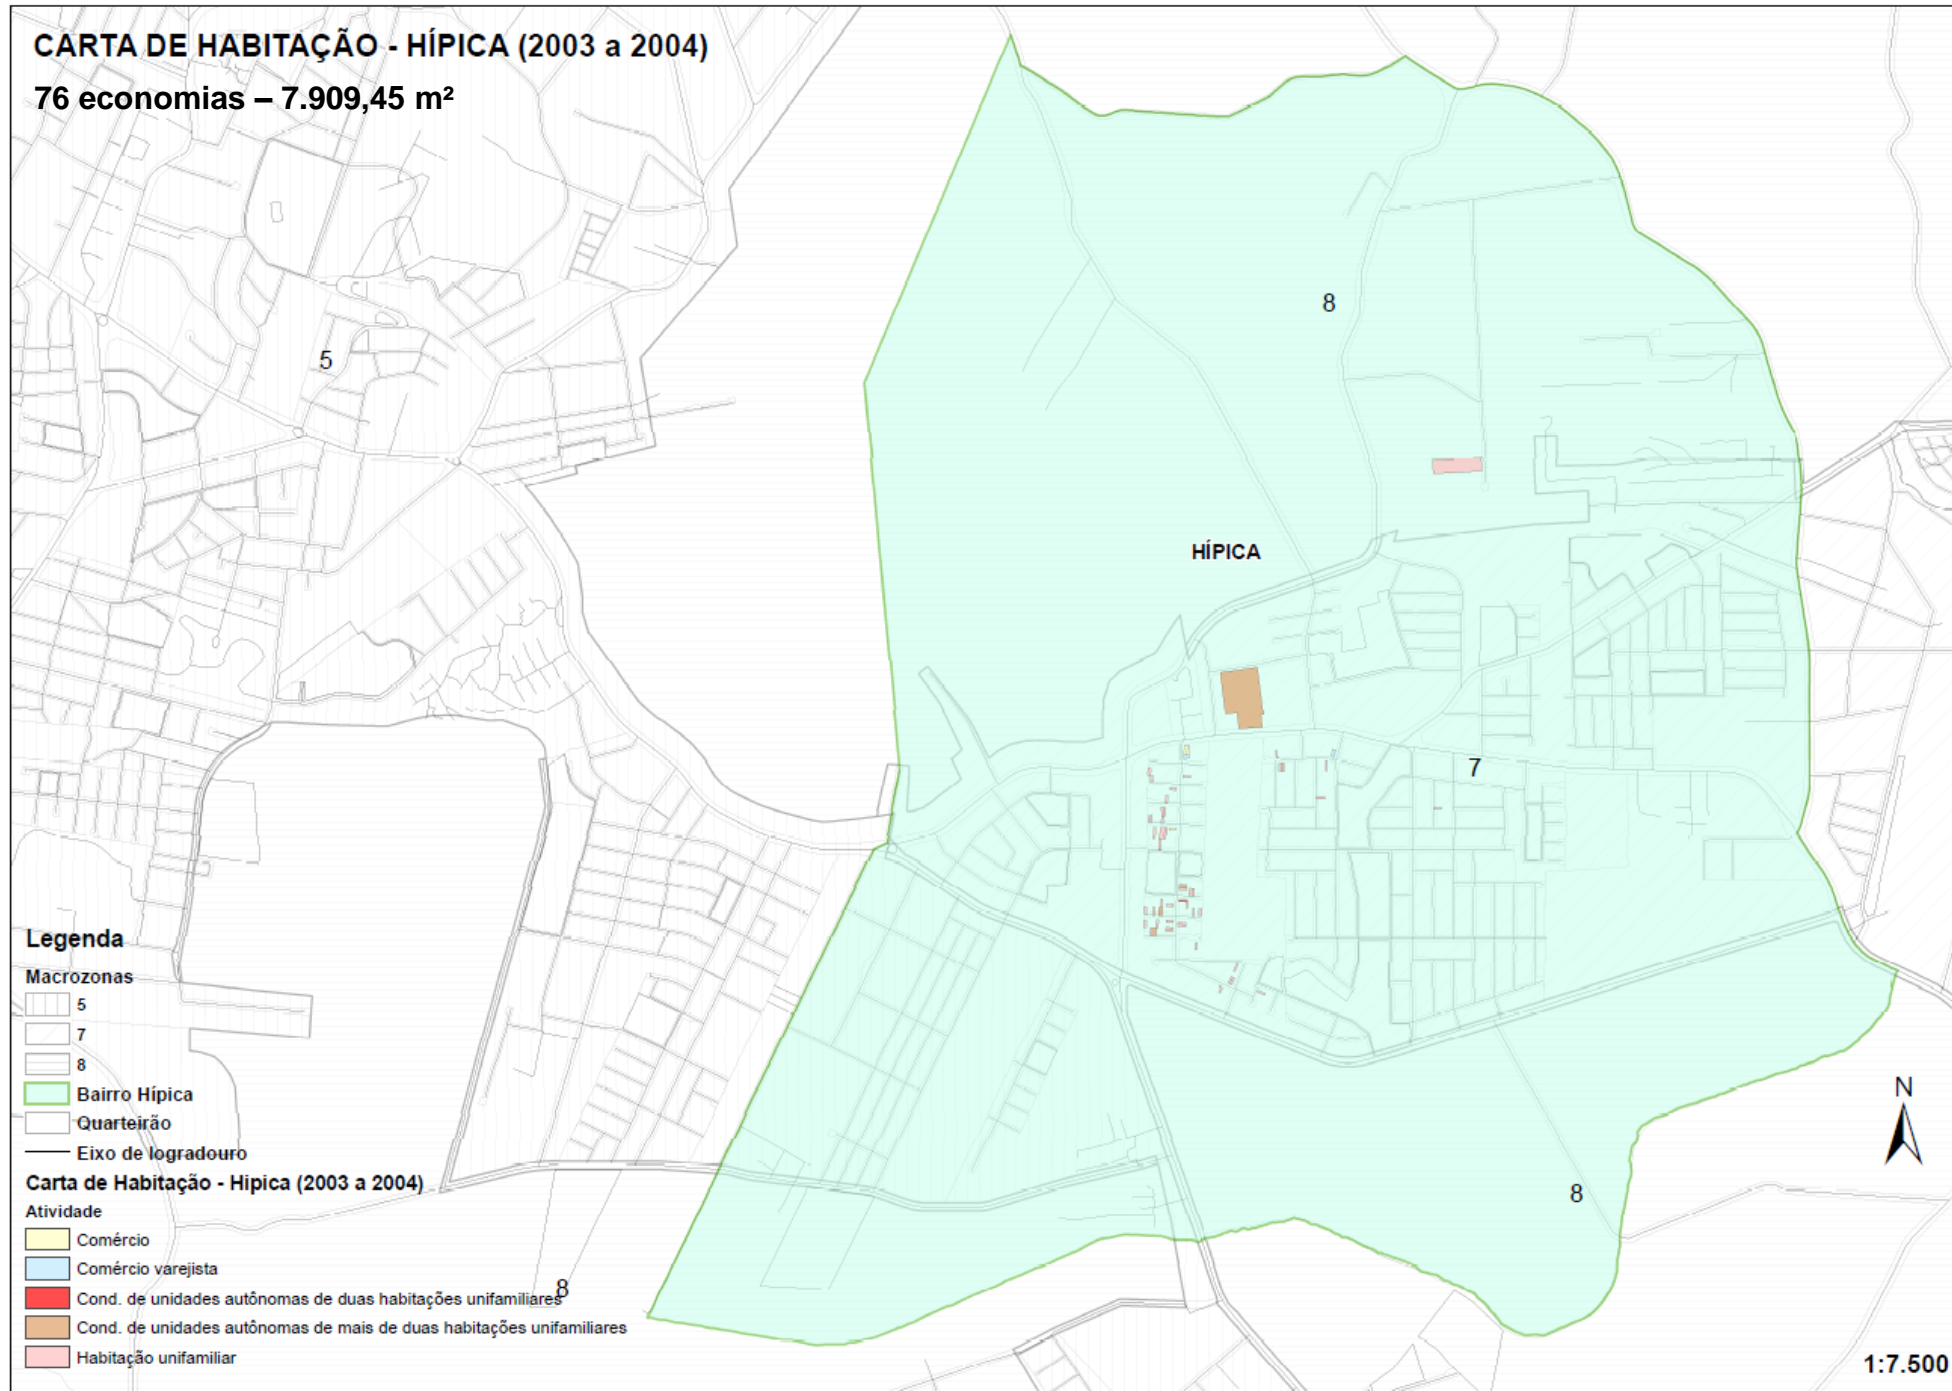 CARTA DE HABITAÇÃO - HÍPICA (2003 a 2004)
76 economias – 7.909,45 m²
8
5
HÍPICA
7
8
8
N
1:7.500
Legenda
Macrozonas
5
7
8
Bairro Hípica
Quarteirão
Eixo de logradouro
Carta de Habitação - Hipica (2003 a 2004)
Atividade
Comércio
Comércio varejista
Cond. de unidades autônomas de duas habitações unifamiliares
Cond. de unidades autônomas de mais de duas habitações unifamiliares
Habitação unifamiliar